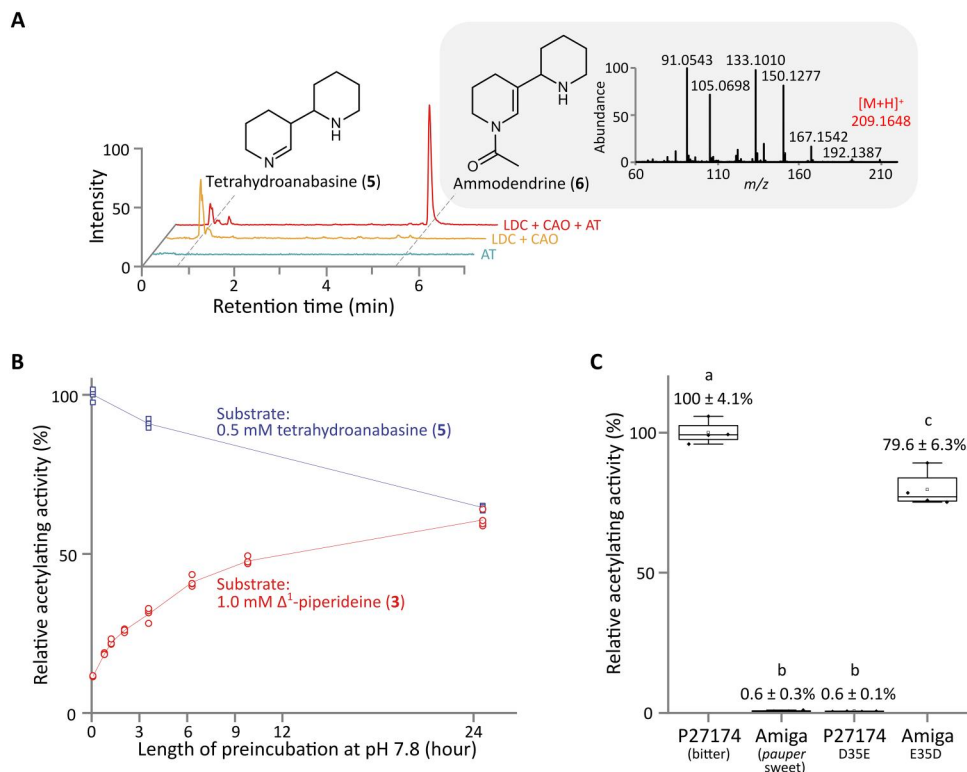 A
100
50
0
Intensity
Tetrahydroanabasine (5)
N
N
H
0
2
4
6
Retention time (min)
LDC + CAO + AT
LDC + CAO
AT
N
H
N
O
Ammodendrine (6)
Abundance
100
50
0
91.0543
133.1010
105.0698
150.1277
[M+H]+
209.1648
167.1542
192.1387
60
110
160
210
m/z
B
Relative acetylating activity (%)
100
50
0
Substrate:
0.5 mM tetrahydroanabasine (5)
Substrate:
1.0 mM Δ¹-piperideine (3)
0
3
6
9
12
24
Length of preincubation at pH 7.8 (hour)
C
Relative acetylating activity (%)
100
50
0
a
100 ± 4.1%
b
0.6 ± 0.3%
b
0.6 ± 0.1%
c
79.6 ± 6.3%
P27174
(bitter)
Amiga
(pauper
sweet)
P27174
D35E
Amiga
E35D